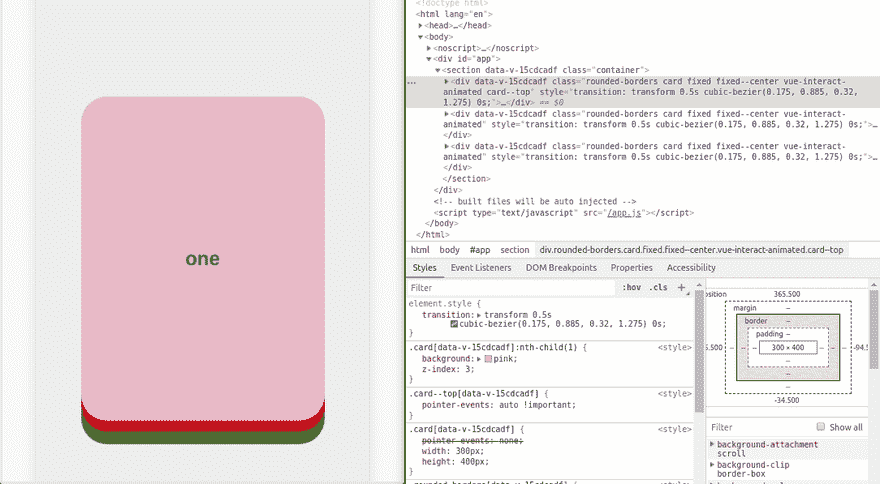 one
<!doctype html>
<html lang="en">
<head>…</head>
<body>
<noscript>…</noscript>
<div id="app">
<section data-v-15cdcadf class="container">
<div data-v-15cdcadf class="rounded-borders card fixed fixed--center vue-interact-
animated card--top" style="transition: transform 0.5s cubic-bezier(0.175, 0.885, 0.32,
1.275) 0s;">…</div> == $0
<div data-v-15cdcadf class="rounded-borders card fixed fixed--center vue-interact-
animated" style="transition: transform 0.5s cubic-bezier(0.175, 0.885, 0.32, 1.275) 0s;">…
</div>
<div data-v-15cdcadf class="rounded-borders card fixed fixed--center vue-interact-
animated" style="transition: transform 0.5s cubic-bezier(0.175, 0.885, 0.32, 1.275) 0s;">…
</div>
</section>
</div>
<!-- built files will be auto injected -->
<script type="text/javascript" src="/app.js"></script>
</body>
</html>
html body #app section div.rounded-borders.card.fixed.fixed--center.vue-interact-animated.card--top
Styles Event Listeners DOM Breakpoints Properties Accessibility
Filter :hov .cls +
element.style {
transition: transform 0.5s
cubic-bezier(0.175, 0.885, 0.32, 1.275) 0s;
}
.card[data-v-15cdcadf]:nth-child(1) { <style>
background: pink;
z-index: 3;
}
.card--top[data-v-15cdcadf] { <style>
pointer-events: auto !important;
}
.card[data-v-15cdcadf] { <style>
pointer-events: none;
width: 300px;
height: 400px;
}
osition 365.500
margin –
border –
padding –
5.500 – – – 300 × 400 – – – -94.5
–
–
–
-34.500
Filter Show all
background-attachment
scroll
background-clip
border-box